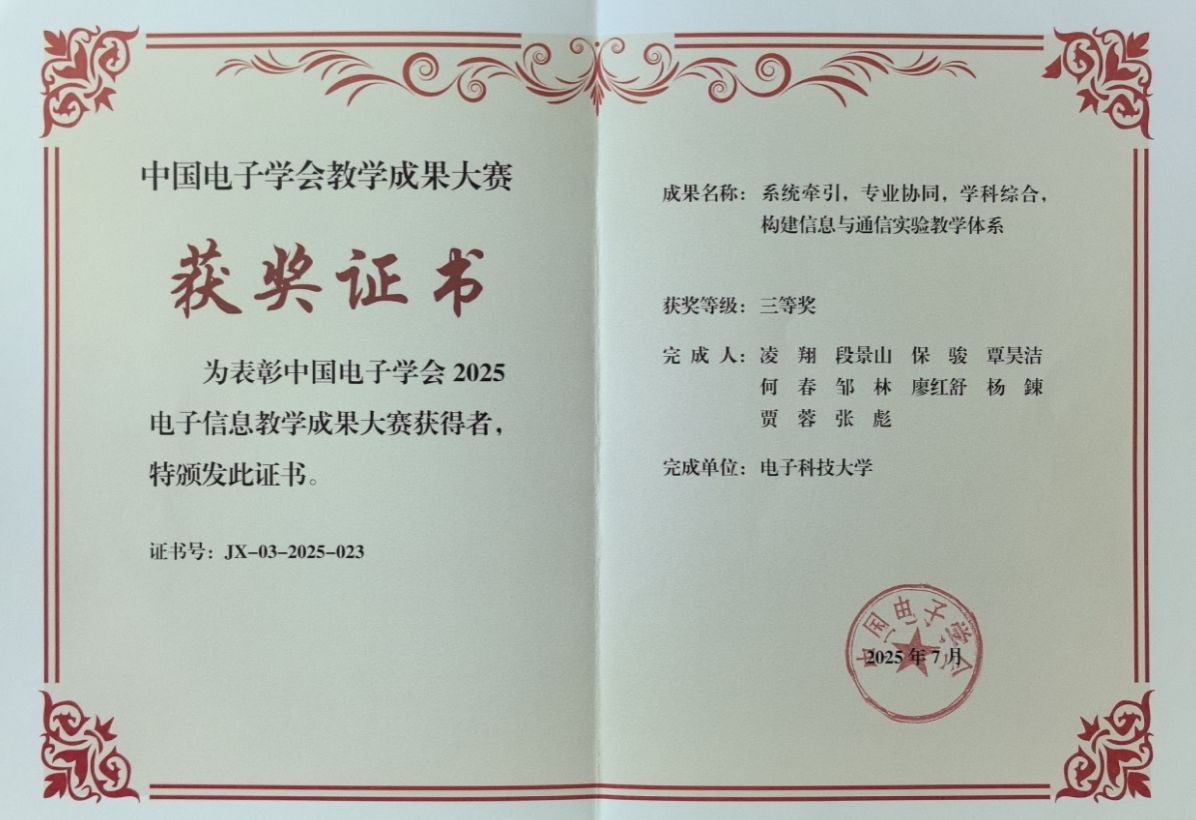 中国电子学会教学成果大赛
获奖证书
为表彰中国电子学会 2025
电子信息教学成果大赛获得者，
特颁发此证书。
证书号：JX-03-2025-023
成果名称：系统牵引，专业协同，学科综合，
构建信息与通信实验教学体系
获奖等级：三等奖
完 成 人：凌 翔 段景山 保 骏 覃昊洁
何 春 邹 林 廖红舒 杨 鍊
贾 蓉 张 彪
完成单位：电子科技大学
中国电子学会
2025 年 7 月